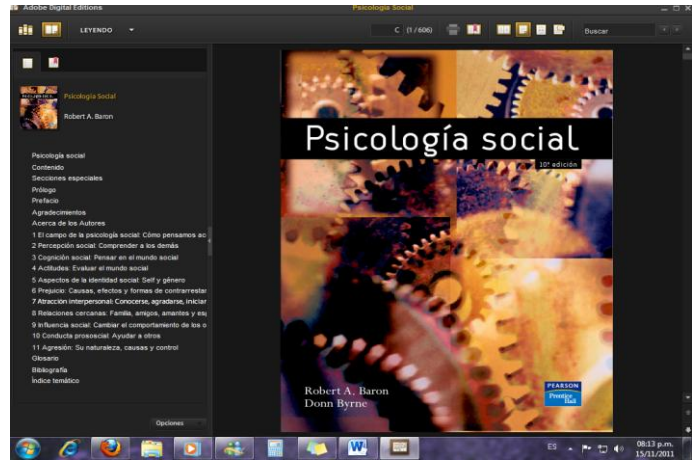 Adobe Digital Editions
Psicología Social
LEYENDO
C (1/606)
Buscar
Psicología Social
Robert A. Baron
Psicología social
Contenido
Secciones especiales
Prólogo
Prefacio
Agradecimientos
Acerca de los Autores
1 El campo de la psicología social: Cómo pensamos ac
2 Percepción social: Comprender a los demás
3 Cognición social: Pensar en el mundo social
4 Actitudes: Evaluar el mundo social
5 Aspectos de la identidad social: Self y género
6 Prejuicio: Causas, efectos y formas de contrarrestar
7 Atracción interpersonal: Conocerse, agradarse, iniciar
8 Relaciones cercanas: Familia, amigos, amantes y es
9 Influencia social: Cambiar el comportamiento de los o
10 Conducta prosocial: Ayudar a otros
11 Agresión: Su naturaleza, causas y control
Glosario
Bibliografía
Índice temático
Opciones
Psicología social
10ª edición
Robert A. Baron
Donn Byrne
PEARSON
Prentice
Hall
ES
08:13 p.m.
15/11/2011